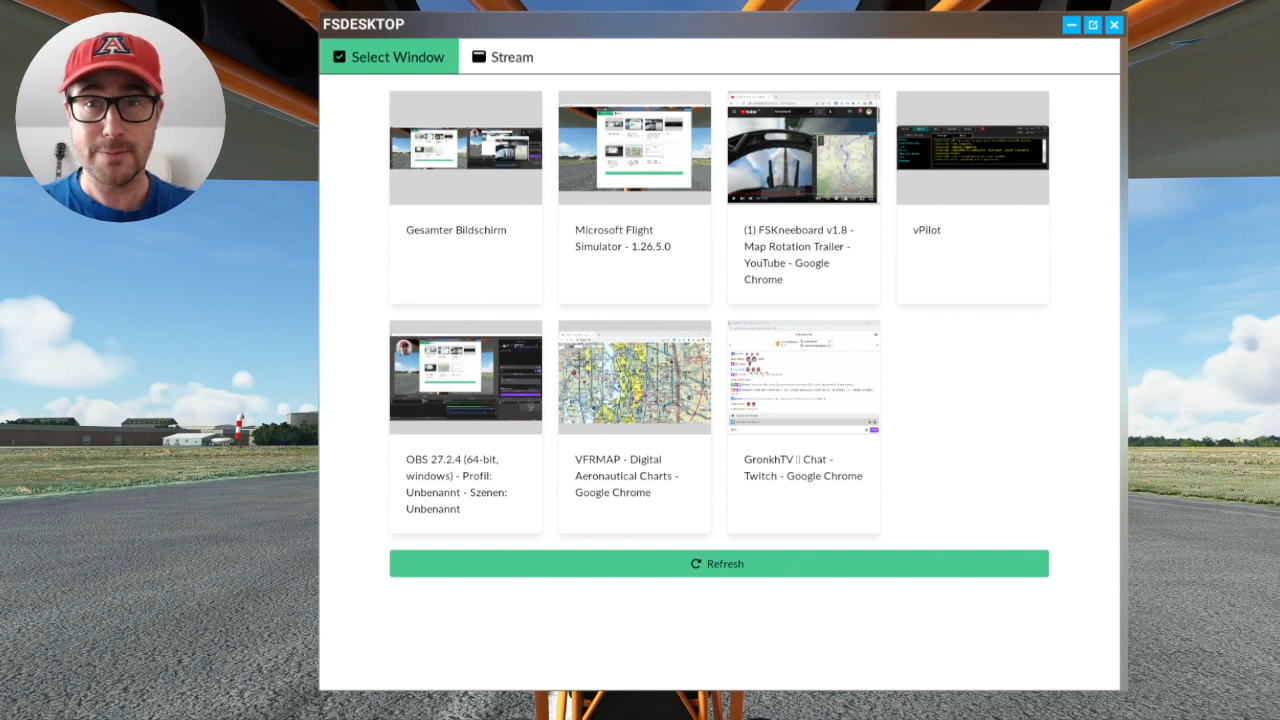 FSDESKTOP
Select Window
Stream
Gesamter Bildschirm
Microsoft Flight
Simulator - 1.26.5.0
(1) FSKneeboard v1.8 -
Map Rotation Trailer -
YouTube - Google
Chrome
vPilot
OBS 27.2.4 (64-bit,
windows) - Profil:
Unbenannt - Szenen:
Unbenannt
VFRMAP - Digital
Aeronautical Charts -
Google Chrome
GronkhTV ▯ Chat -
Twitch - Google Chrome
Refresh
A